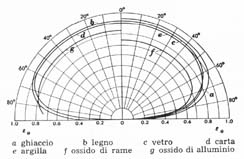 0°
20° 20°
40° 40°
60° 60°
80° 80°
b
d e
g c
f
a
εφ εφ
1.0 0.8 0.6 0.4 0.2 0 0.2 0.4 0.6 0.8 1.0
a ghiaccio b legno c vetro d carta
e argilla f ossido di rame g ossido di alluminio